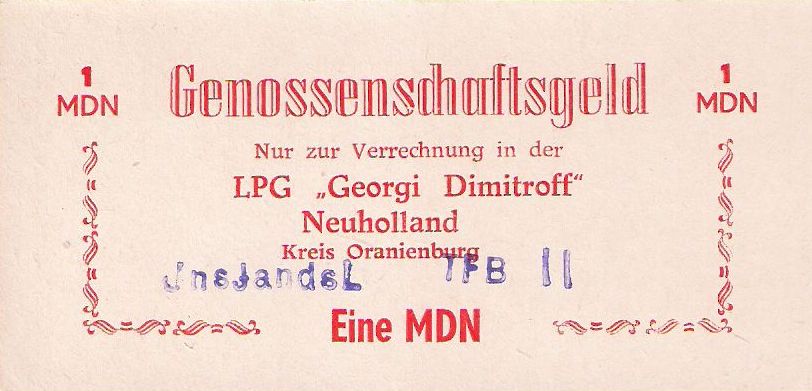 1 MDN
Genossenschaftsgeld
1 MDN
Nur zur Verrechnung in der
LPG „Georgi Dimitroff“
Neuholland
Kreis Oranienburg
JnstandsL TFB II
Eine MDN